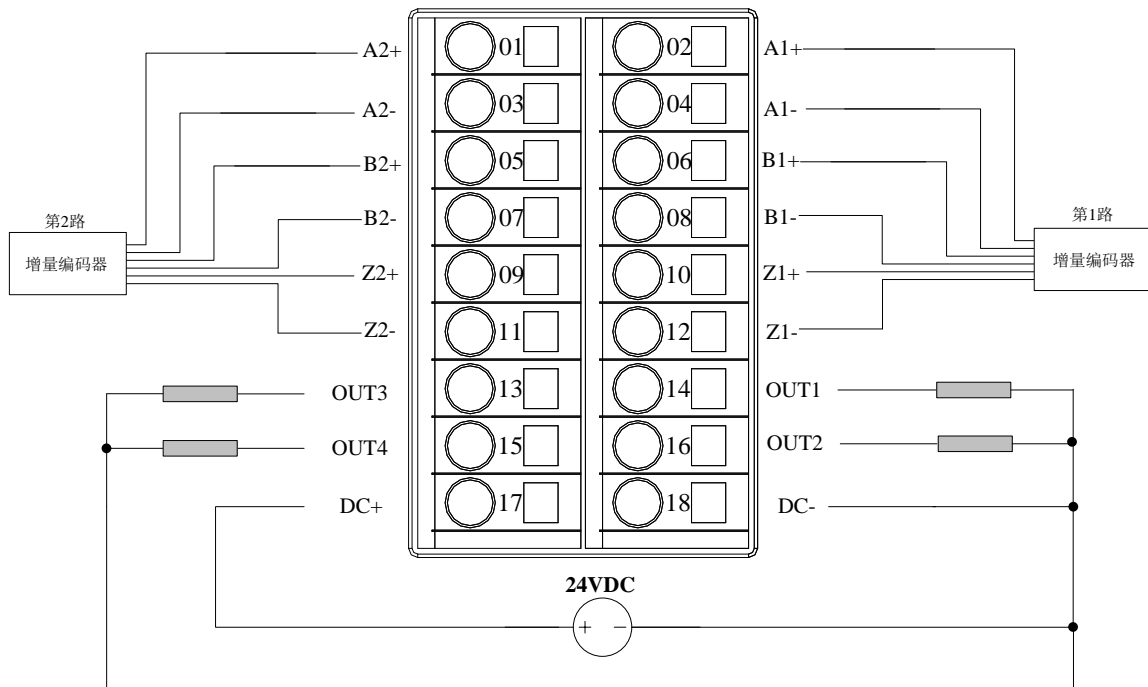 A2+ 01 02 A1+
A2- 03 04 A1-
B2+ 05 06 B1+
第2路 B2- 07 08 B1- 第1路
增量编码器 Z2+ 09 10 Z1+ 增量编码器
Z2- 11 12 Z1-
OUT3 13 14 OUT1
OUT4 15 16 OUT2
DC+ 17 18 DC-
24VDC
+ -